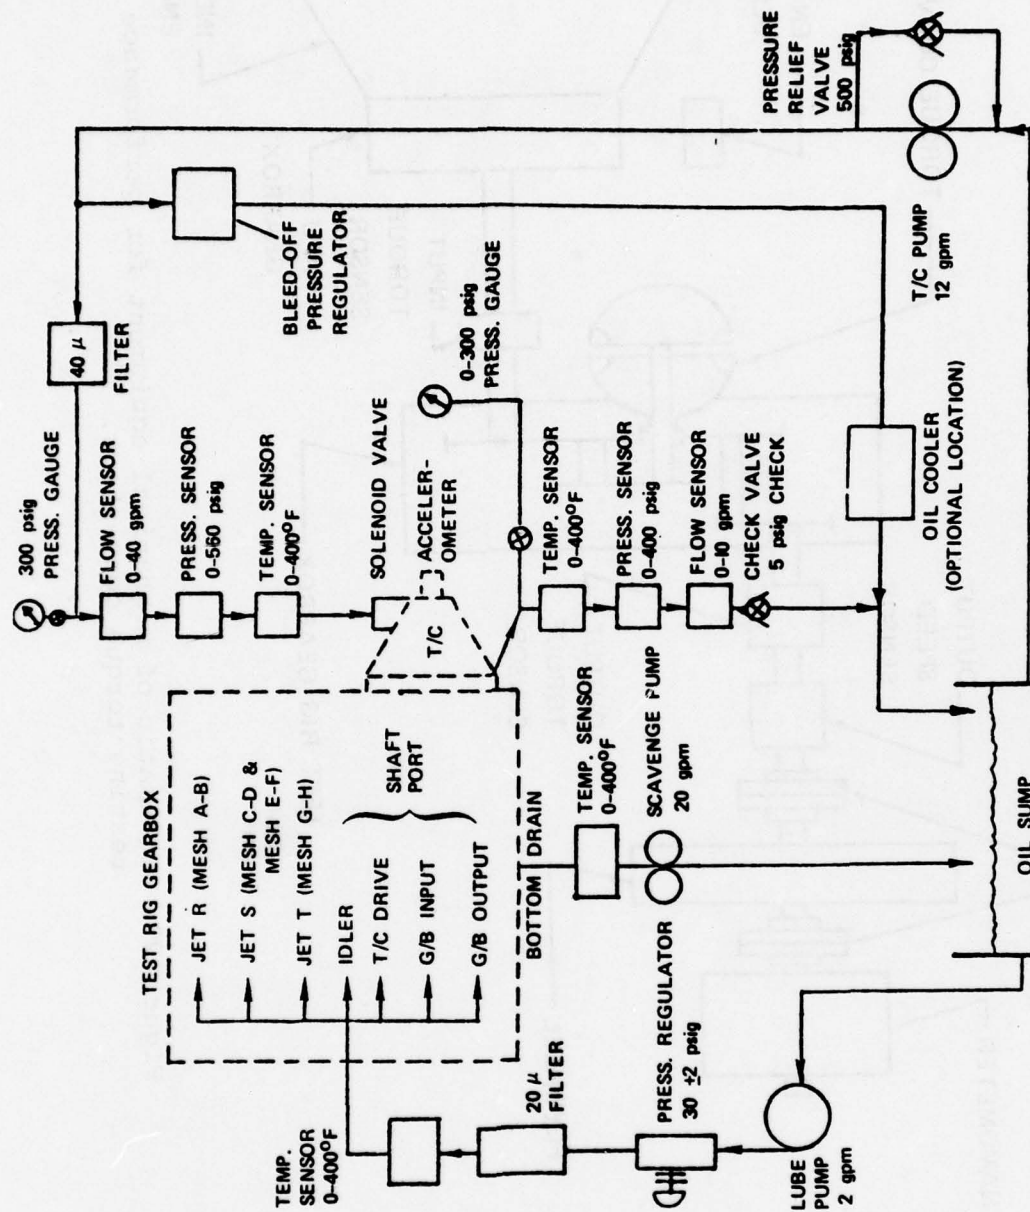 300 psig
PRESS. GAUGE
FLOW SENSOR
0-40 gpm
PRESS. SENSOR
0-560 psig
TEMP. SENSOR
0-400°F
SOLENOID VALVE
40 μ
FILTER
BLEED-OFF
PRESSURE
REGULATOR
TEST RIG GEARBOX
JET R (MESH A-B)
JET S (MESH C-D &
MESH E-F)
JET T (MESH G-H)
IDLER
T/C DRIVE
G/B INPUT
G/B OUTPUT
SHAFT
PORT
T/C
ACCELER-
OMETER
0-300 psig
PRESS. GAUGE
BOTTOM DRAIN
TEMP. SENSOR
0-400°F
PRESS. SENSOR
0-400 psig
FLOW SENSOR
0-10 gpm
CHECK VALVE
5 psig CHECK
TEMP. SENSOR
0-400°F
SCAVENGE PUMP
20 gpm
TEMP.
SENSOR
0-400°F
20 μ
FILTER
PRESS. REGULATOR
30 ±2 psig
LUBE
PUMP
2 gpm
OIL SUMP
OIL COOLER
(OPTIONAL LOCATION)
T/C PUMP
12 gpm
PRESSURE
RELIEF
VALVE
500 psig